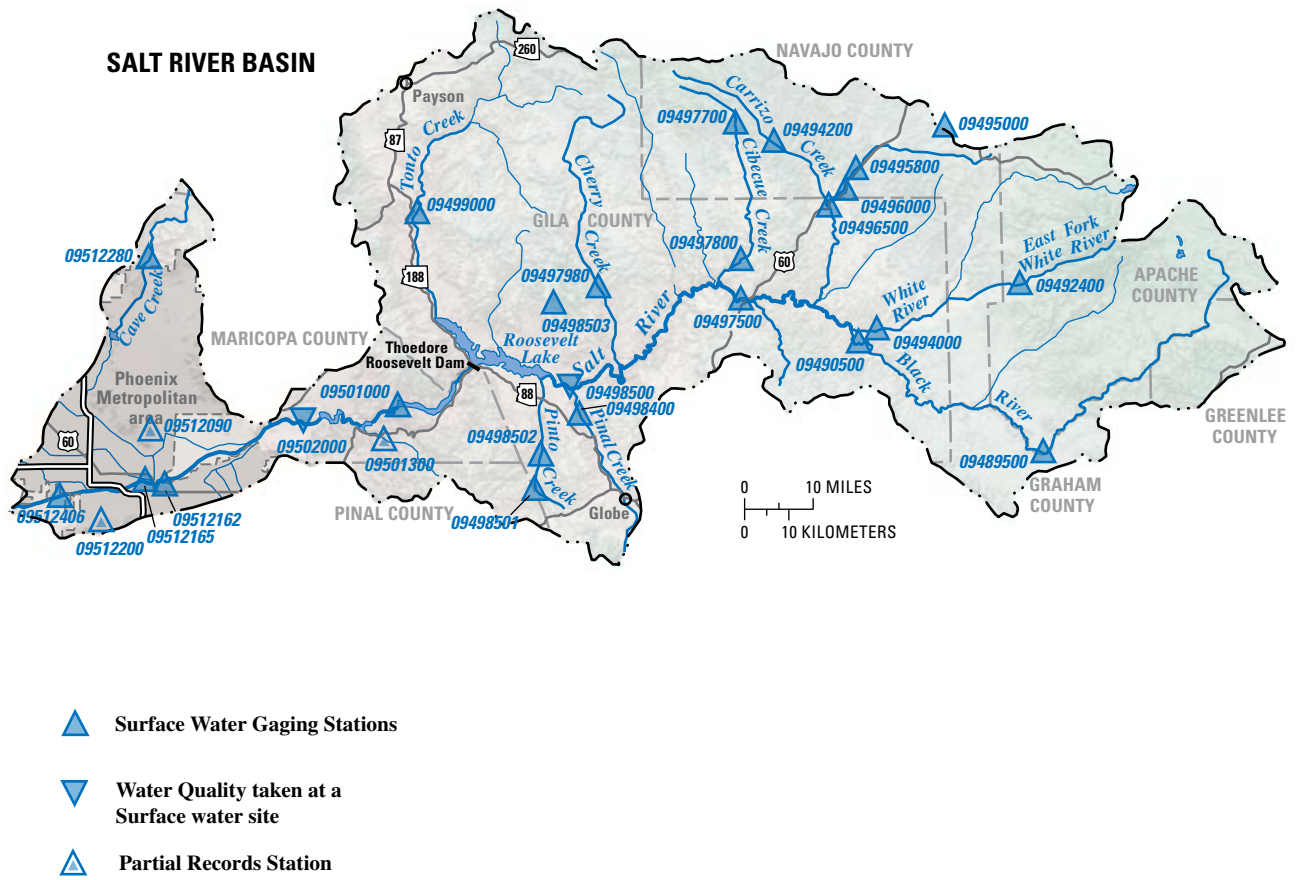 SALT RIVER BASIN
NAVAJO COUNTY
260
Payson
87
Tonto Creek
Carrizo Creek
09497700
09494200
09495000
Cibecue Creek
09495800
Cherry Creek
09499000
GILA COUNTY
09496000
09496500
East Fork
White River
09512280
188
09497800
60
09497980
APACHE
COUNTY
09492400
Cave Creek
09498503
09497500
White
River
MARICOPA COUNTY
Roosevelt
Lake
Salt River
09494000
Thoedore
Roosevelt Dam
09490500
Phoenix
Metropolitan
area
09501000
88
09498500
09498400
Black River
GREENLEE
COUNTY
60
09512090
09502000
09501300
09498502
Pinto Creek
Pinal Creek
09489500
GRAHAM
COUNTY
09512406
09512162
09512165
09512200
PINAL COUNTY
09498501
Globe
0 10 MILES
0 10 KILOMETERS
Surface Water Gaging Stations
Water Quality taken at a
Surface water site
Partial Records Station